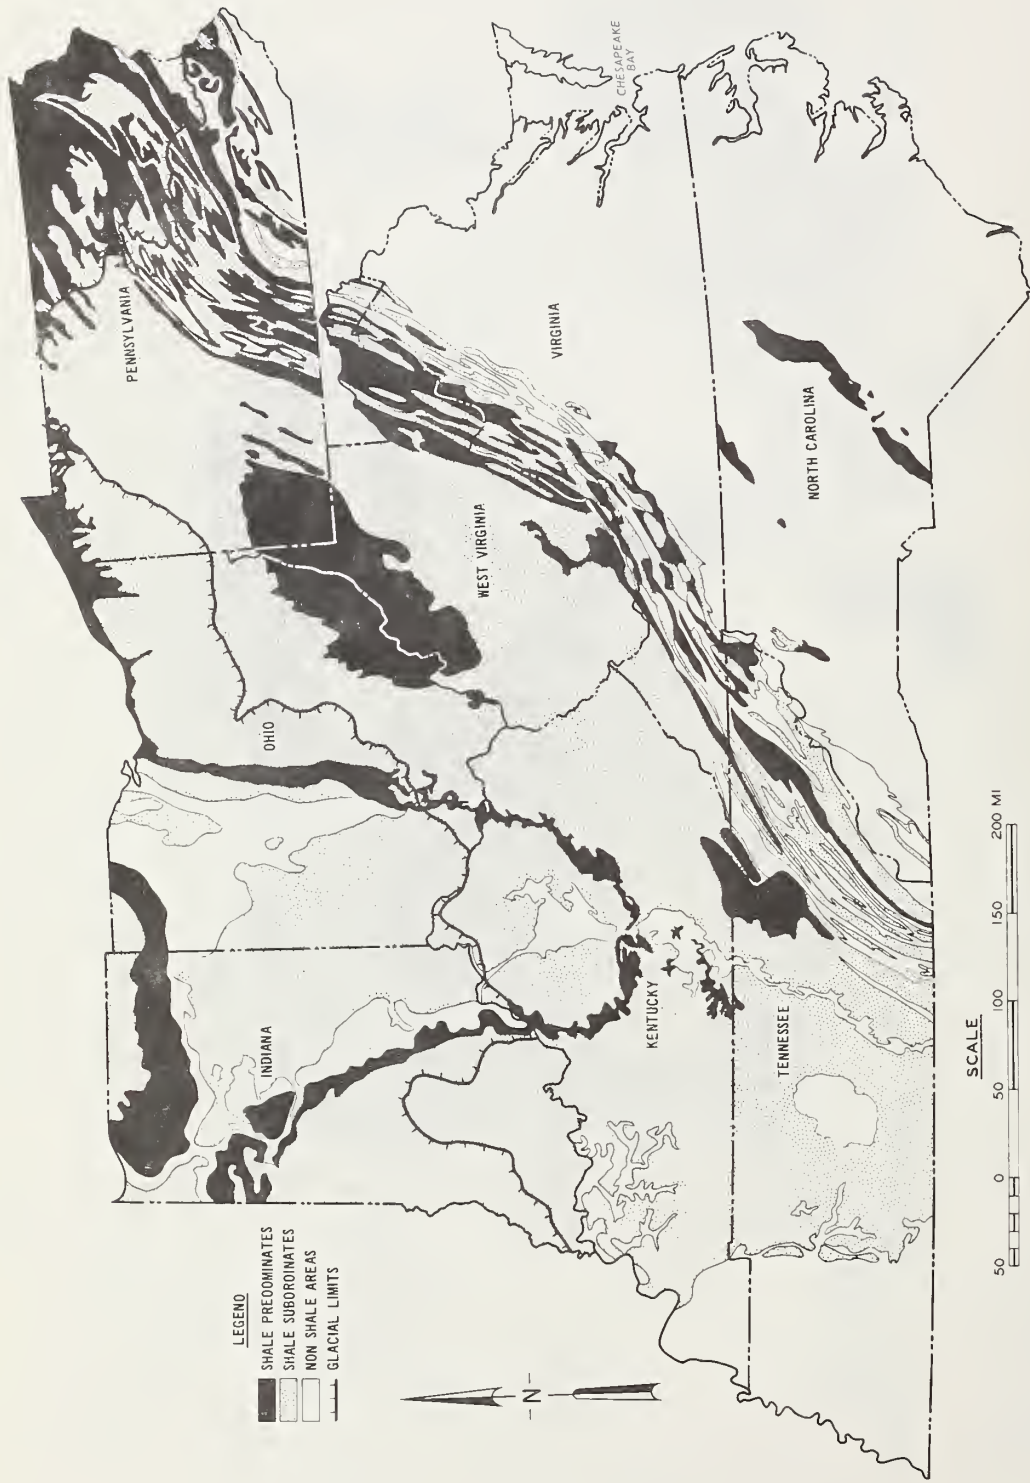 PENNSYLVANIA
CHESAPEAKE
BAY
OHIO
WEST VIRGINIA
VIRGINIA
INDIANA
KENTUCKY
NORTH CAROLINA
TENNESSEE
LEGEND
SHALE PREDOMINATES
SHALE SUBORDINATES
NON SHALE AREAS
GLACIAL LIMITS
-N-
50 0 50 100 150 200 MI
SCALE